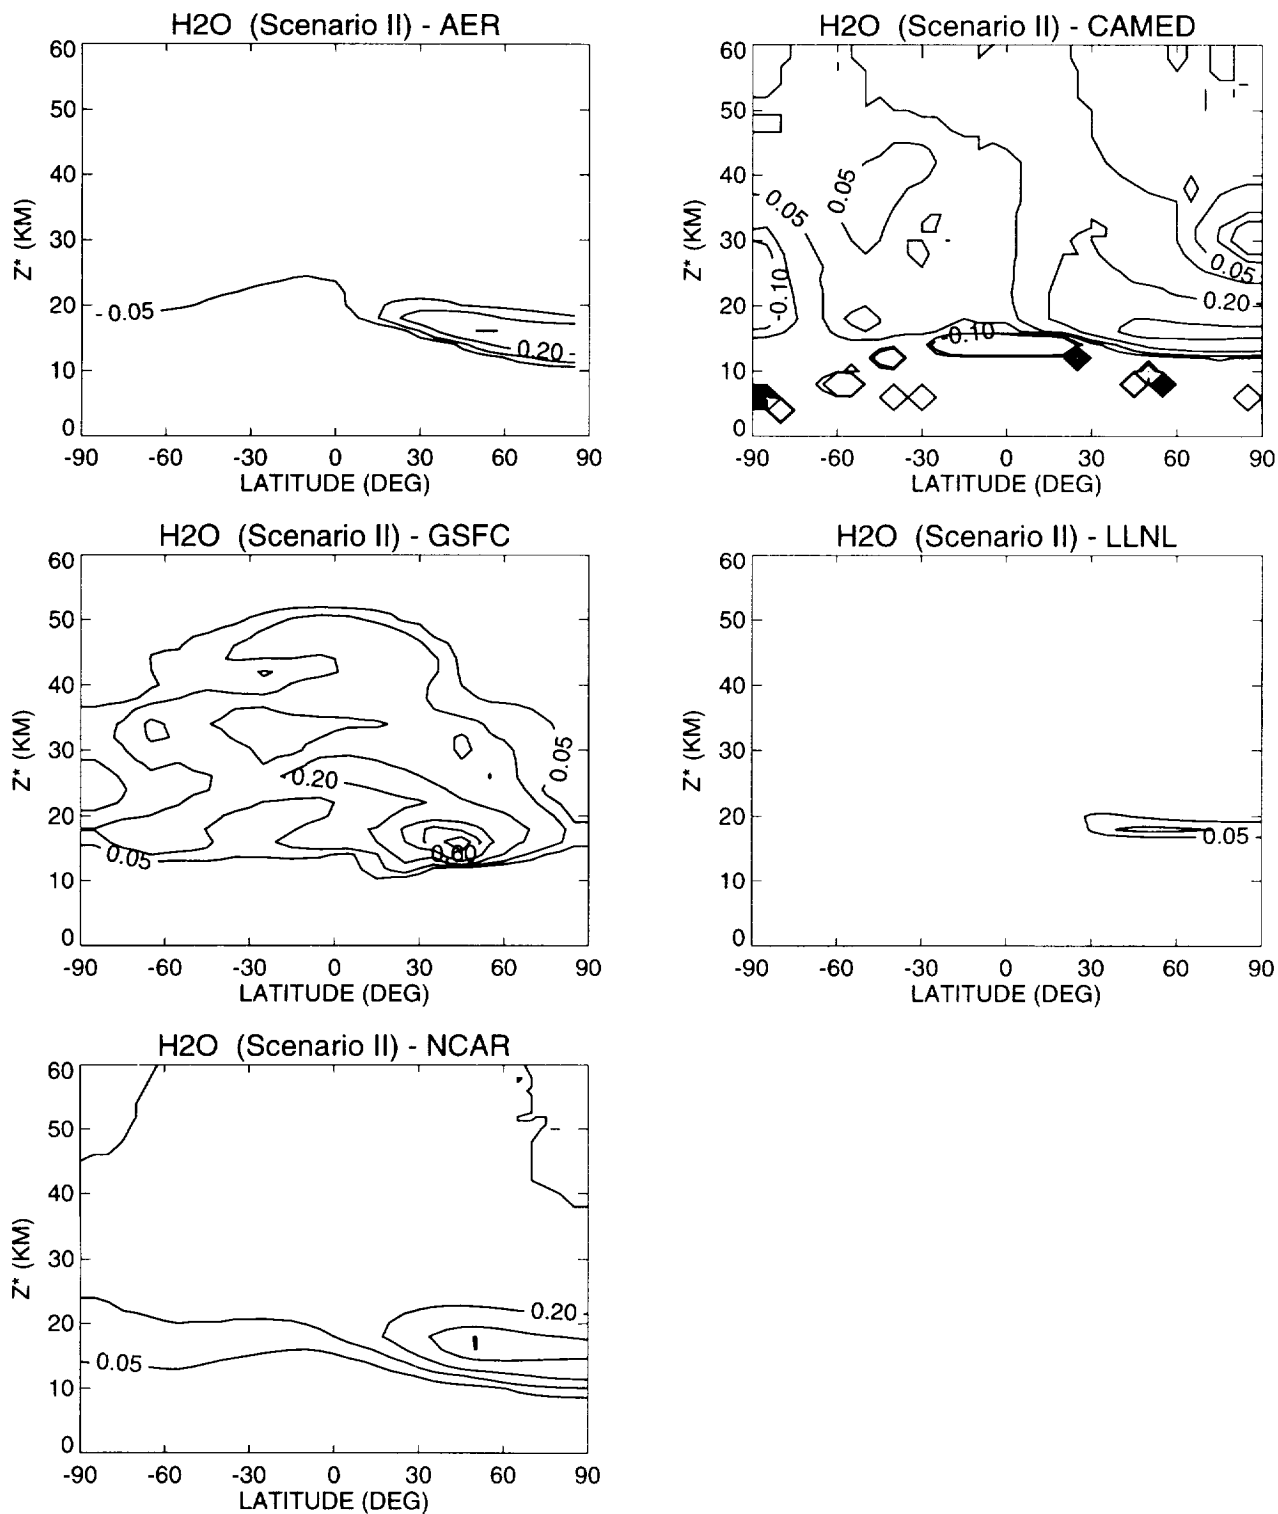 H2O (Scenario II) - AER
60
50
40
30
20
10
0
Z* (KM)
0.05
0.20
-90 -60 -30 0 30 60 90
LATITUDE (DEG)
H2O (Scenario II) - CAMED
60
50
40
30
20
10
0
Z* (KM)
0.05
0.05
-0.10
0.05
0.20
-0.10
-90 -60 -30 0 30 60 90
LATITUDE (DEG)
H2O (Scenario II) - GSFC
60
50
40
30
20
10
0
Z* (KM)
0.05
0.20
0.05
0.60
-90 -60 -30 0 30 60 90
LATITUDE (DEG)
H2O (Scenario II) - LLNL
60
50
40
30
20
10
0
Z* (KM)
0.05
-90 -60 -30 0 30 60 90
LATITUDE (DEG)
H2O (Scenario II) - NCAR
60
50
40
30
20
10
0
Z* (KM)
0.20
0.05
-90 -60 -30 0 30 60 90
LATITUDE (DEG)